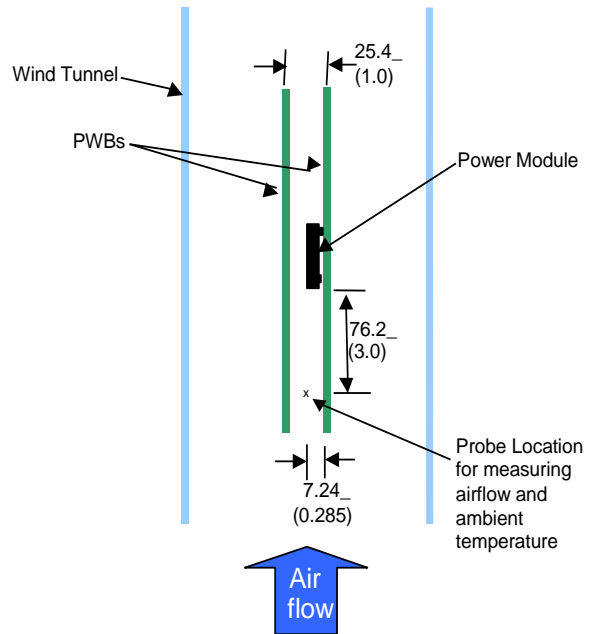 25.4_
(1.0)
Wind Tunnel
PWBs
Power Module
76.2_
(3.0)
x
Probe Location
for measuring
airflow and
ambient
temperature
7.24_
(0.285)
Air
flow